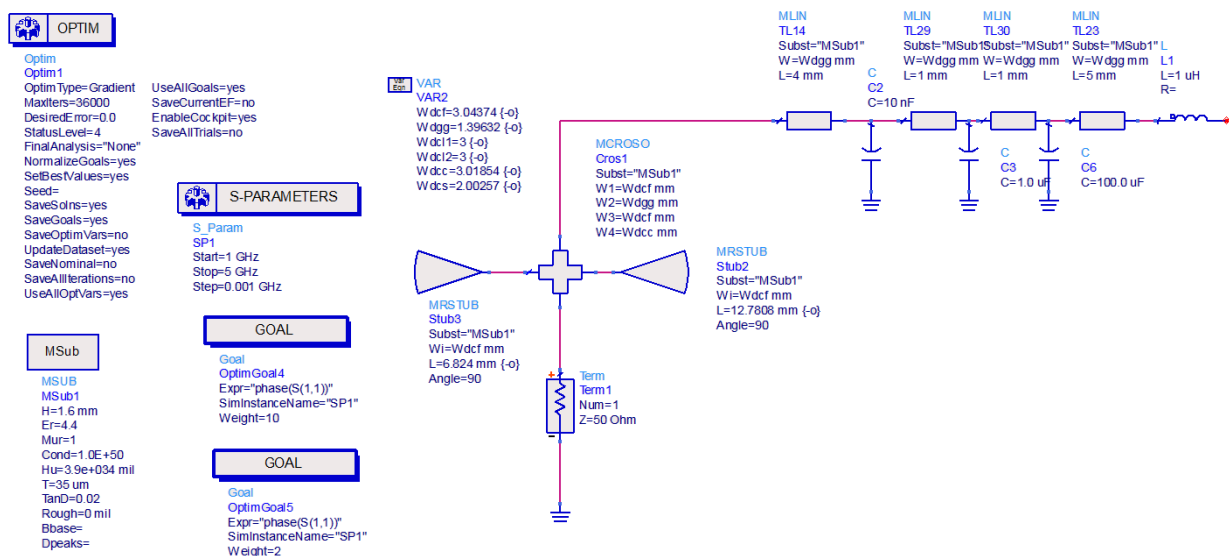 OPTIM
Optim
Optim1
OptimType=Gradient
MaxIters=36000
DesiredError=0.0
StatusLevel=4
FinalAnalysis="None"
NormalizeGoals=yes
SetBestValues=yes
Seed=
SaveSolns=yes
SaveGoals=yes
SaveOptimVars=no
UpdateDataset=yes
SaveNominal=no
SaveAllIterations=no
UseAllOptVars=yes
UseAllGoals=yes
SaveCurrentEF=no
EnableCockpit=yes
SaveAllTrials=no
MSub
MSUB
MSub1
H=1.6 mm
Er=4.4
Mur=1
Cond=1.0E+50
Hu=3.9e+034 mil
T=35 um
TanD=0.02
Rough=0 mil
Bbase=
Dpeaks=
S-PARAMETERS
S_Param
SP1
Start=1 GHz
Stop=5 GHz
Step=0.001 GHz
GOAL
Goal
OptimGoal4
Expr="phase(S(1,1))"
SimInstanceName="SP1"
Weight=10
GOAL
Goal
OptimGoal5
Expr="phase(S(1,1))"
SimInstanceName="SP1"
Weight=2
Var
Eqn
VAR
VAR2
Wdcf=3.04374 {-o}
Wdgg=1.39632 {-o}
Wdcl1=3 {-o}
Wdcl2=3 {-o}
Wdcc=3.01854 {-o}
Wdcs=2.00257 {-o}
MRSTUB
Stub3
Subst="MSub1"
Wi=Wdcf mm
L=6.824 mm {-o}
Angle=90
MCROSO
Cros1
Subst="MSub1"
W1=Wdcf mm
W2=Wdgg mm
W3=Wdcf mm
W4=Wdcc mm
MRSTUB
Stub2
Subst="MSub1"
Wi=Wdcf mm
L=12.7808 mm {-o}
Angle=90
+
-
Term
Term1
Num=1
Z=50 Ohm
MLIN
TL14
Subst="MSub1"
W=Wdgg mm
L=4 mm
C
C2
C=10 nF
MLIN
TL29
Subst="MSub1"
W=Wdgg mm
L=1 mm
C
C3
C=1.0 uF
MLIN
TL30
Subst="MSub1"
W=Wdgg mm
L=1 mm
C
C6
C=100.0 uF
MLIN
TL23
Subst="MSub1"
W=Wdgg mm
L=5 mm
L
L1
L=1 uH
R=